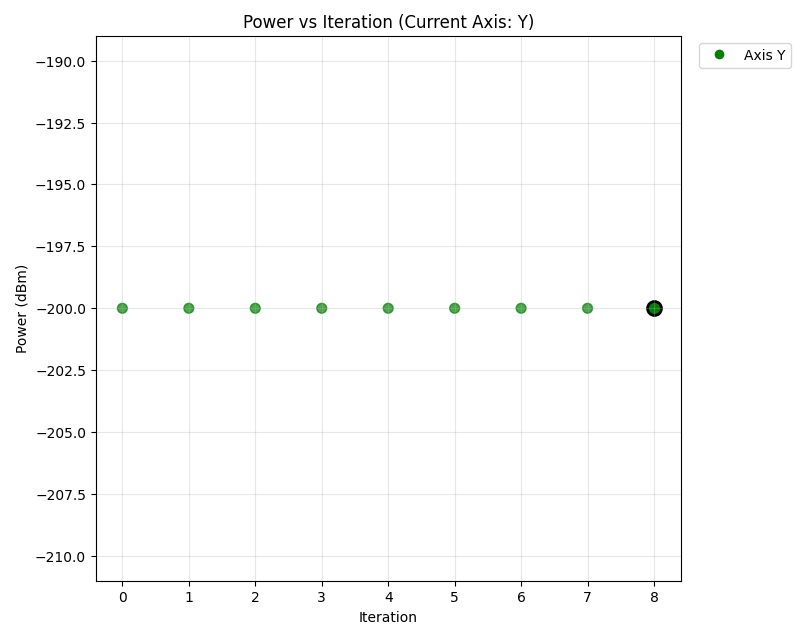 Power vs Iteration (Current Axis: Y)
Axis Y
Power (dBm)
−190.0
−192.5
−195.0
−197.5
−200.0
−202.5
−205.0
−207.5
−210.0
0 1 2 3 4 5 6 7 8
Iteration